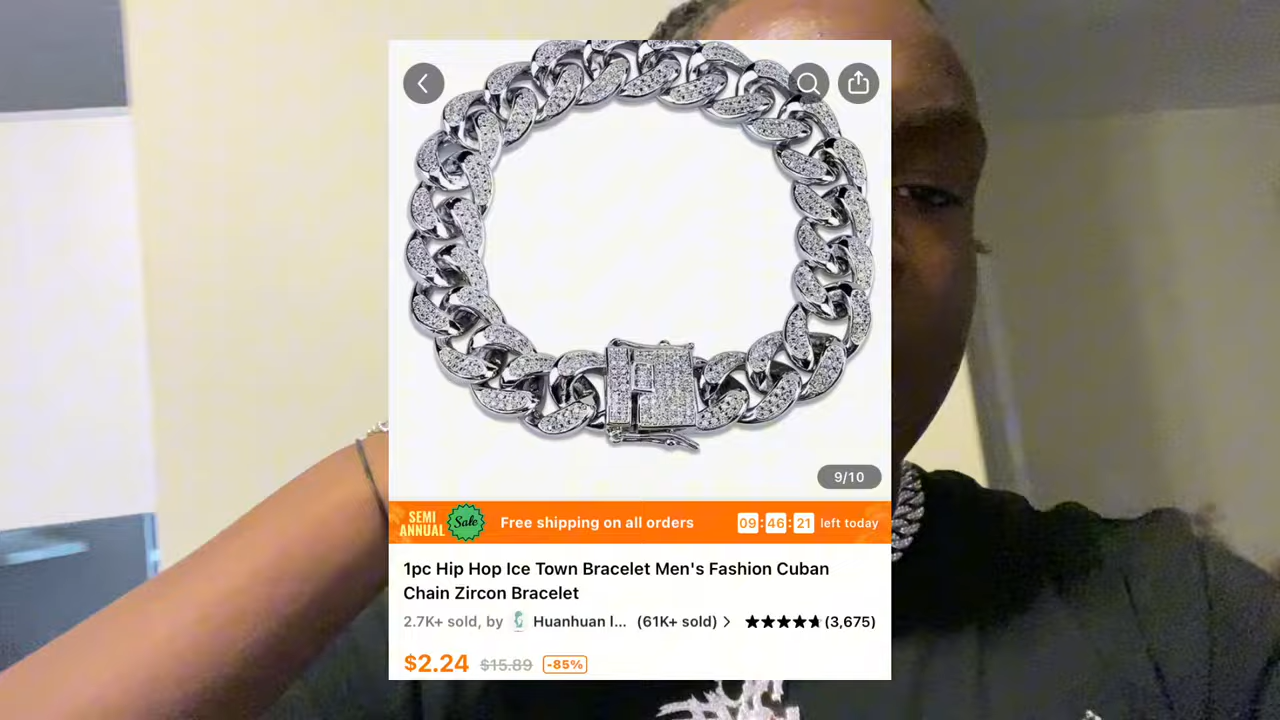 9/10
SEMI
ANNUAL
Sale
Free shipping on all orders
09:46:21 left today
1pc Hip Hop Ice Town Bracelet Men's Fashion Cuban
Chain Zircon Bracelet
2.7K+ sold, by Huanhuan I... (61K+ sold) > ★★★★★ (3,675)
$2.24 $15.89 -85%